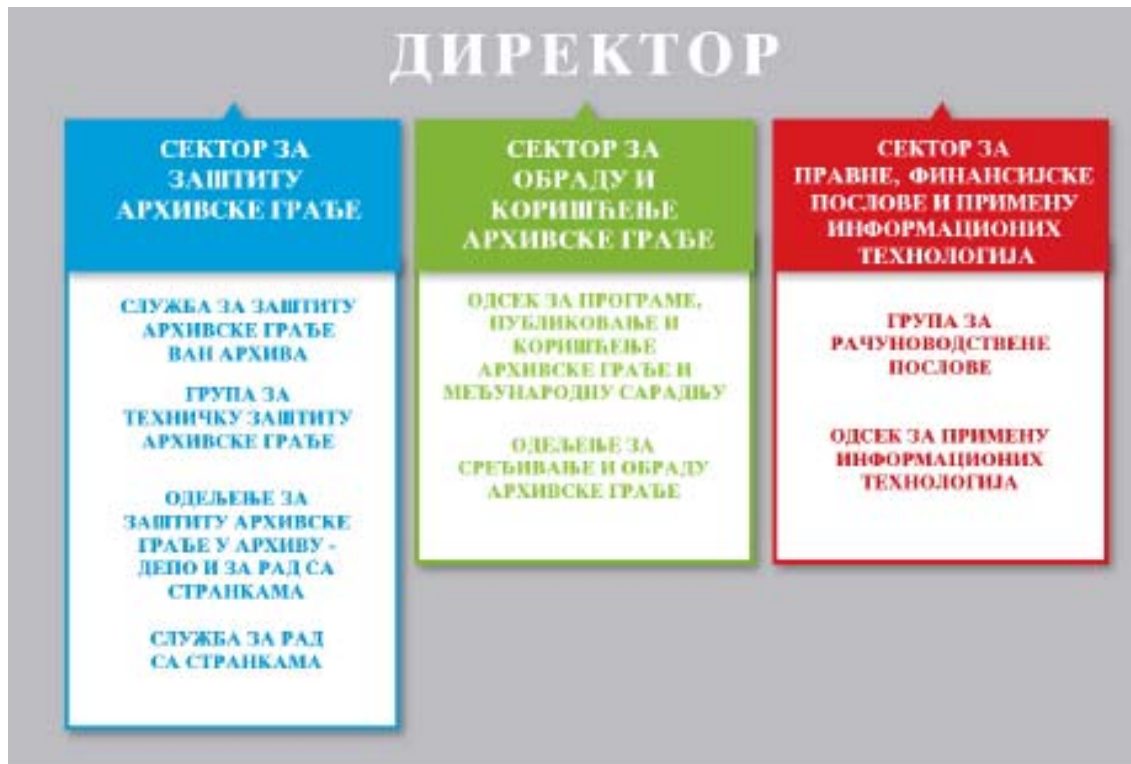 ДИРЕКТОР
СЕКТОР ЗА
ЗАШТИТУ
АРХИВСКЕ ГРАЂЕ
СЛУЖБА ЗА ЗАШТИТУ
АРХИВСКЕ ГРАЂЕ
ВАН АРХИВА
ГРУПА ЗА
ТЕХНИЧКУ ЗАШТИТУ
АРХИВСКЕ ГРАЂЕ
ОДЕЉЕЊЕ ЗА
ЗАШТИТУ АРХИВСКЕ
ГРАЂЕ У АРХИВУ -
ДЕПО И ЗА РАД СА
СТРАНКАМА
СЛУЖБА ЗА РАД
СА СТРАНКАМА
СЕКТОР ЗА
ОБРАДУ И
КОРИШЋЕЊЕ
АРХИВСКЕ ГРАЂЕ
ОДСЕК ЗА ПРОГРАМЕ,
ПУБЛИКОВАЊЕ И
КОРИШЋЕЊЕ
АРХИВСКЕ ГРАЂЕ И
МЕЂУНАРОДНУ САРАДЊУ
ОДЕЉЕЊЕ ЗА
СРЕЂИВАЊЕ И ОБРАДУ
АРХИВСКЕ ГРАЂЕ
СЕКТОР ЗА
ПРАВНЕ, ФИНАНСИЈСКЕ
ПОСЛОВЕ И ПРИМЕНУ
ИНФОРМАЦИОНИХ
ТЕХНОЛОГИЈА
ГРУПА ЗА
РАЧУНОВОДСТВЕНЕ
ПОСЛОВЕ
ОДСЕК ЗА ПРИМЕНУ
ИНФОРМАЦИОНИХ
ТЕХНОЛОГИЈА